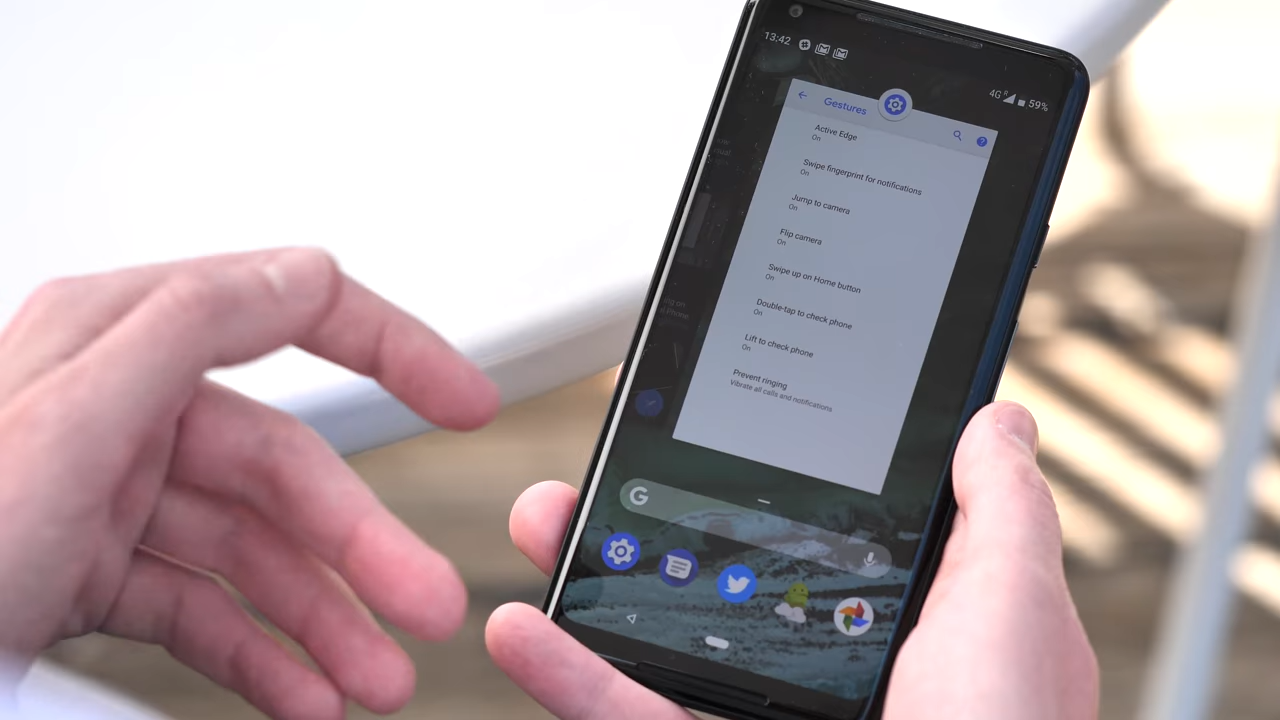 13:42
4G R 59%
Gestures
Active Edge
On
Swipe fingerprint for notifications
On
Jump to camera
On
Flip camera
On
Swipe up on Home button
On
Double-tap to check phone
On
Lift to check phone
On
Prevent ringing
Vibrate all calls and notifications
G